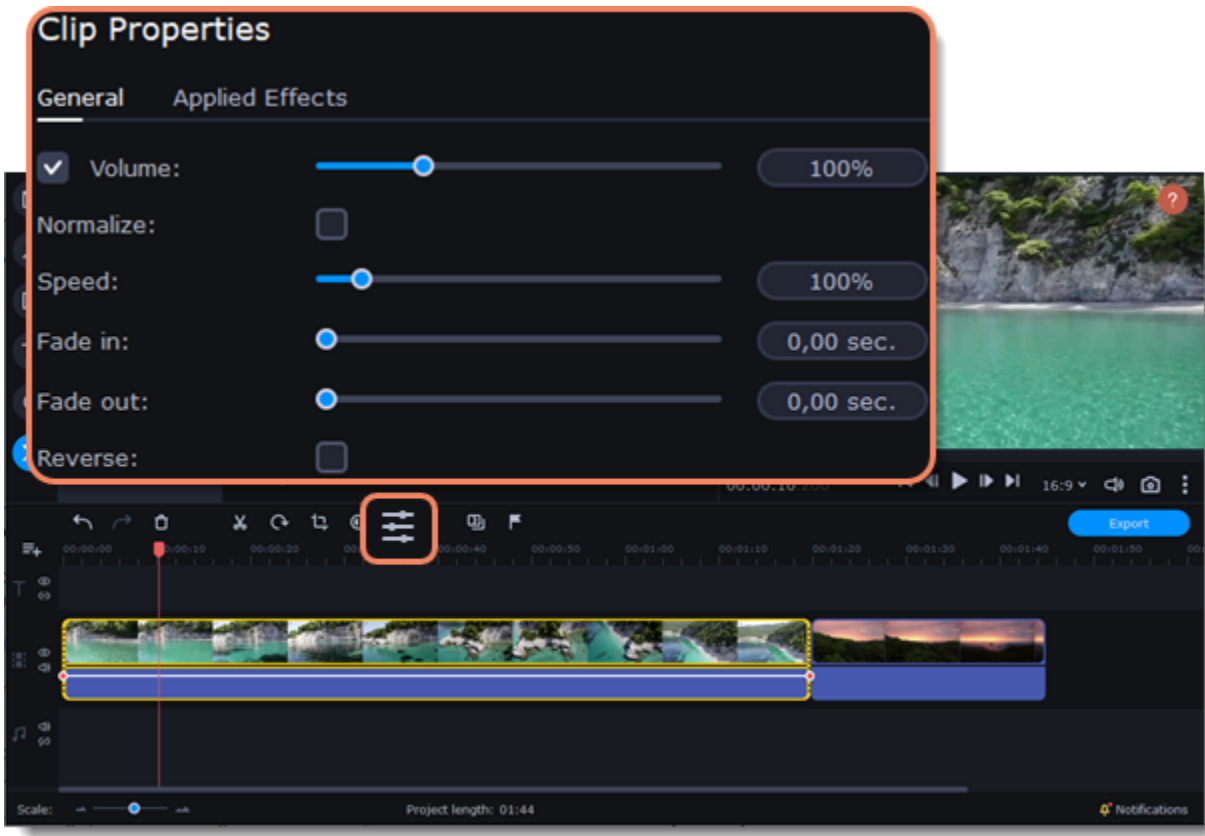 Clip Properties
General Applied Effects
Volume: 100%
Normalize:
Speed: 100%
Fade in: 0,00 sec.
Fade out: 0,00 sec.
Reverse:
?
16:9
Export
00:00:00 00:00:20 00:00:40 00:00:50 00:01:00 00:01:10 00:01:20 00:01:30 00:01:40 00:01:50
T
Scale: Project length: 01:44 Notifications